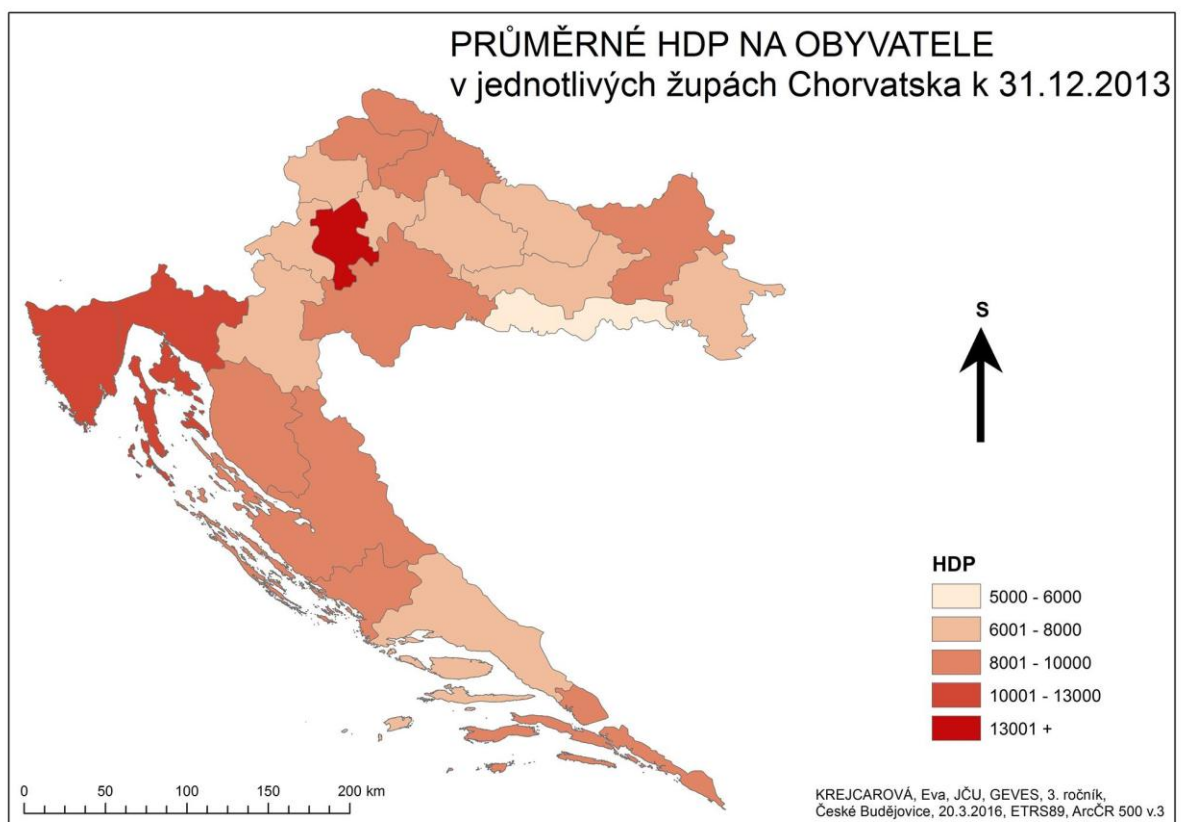 PRŮMĚRNÉ HDP NA OBYVATELE
v jednotlivých župách Chorvatska k 31.12.2013
S
HDP
5000 - 6000
6001 - 8000
8001 - 10000
10001 - 13000
13001 +
0 50 100 150 200 km
KREJCAROVÁ, Eva, JČU, GEVES, 3. ročník,
České Budějovice, 20.3.2016, ETRS89, ArcČR 500 v.3